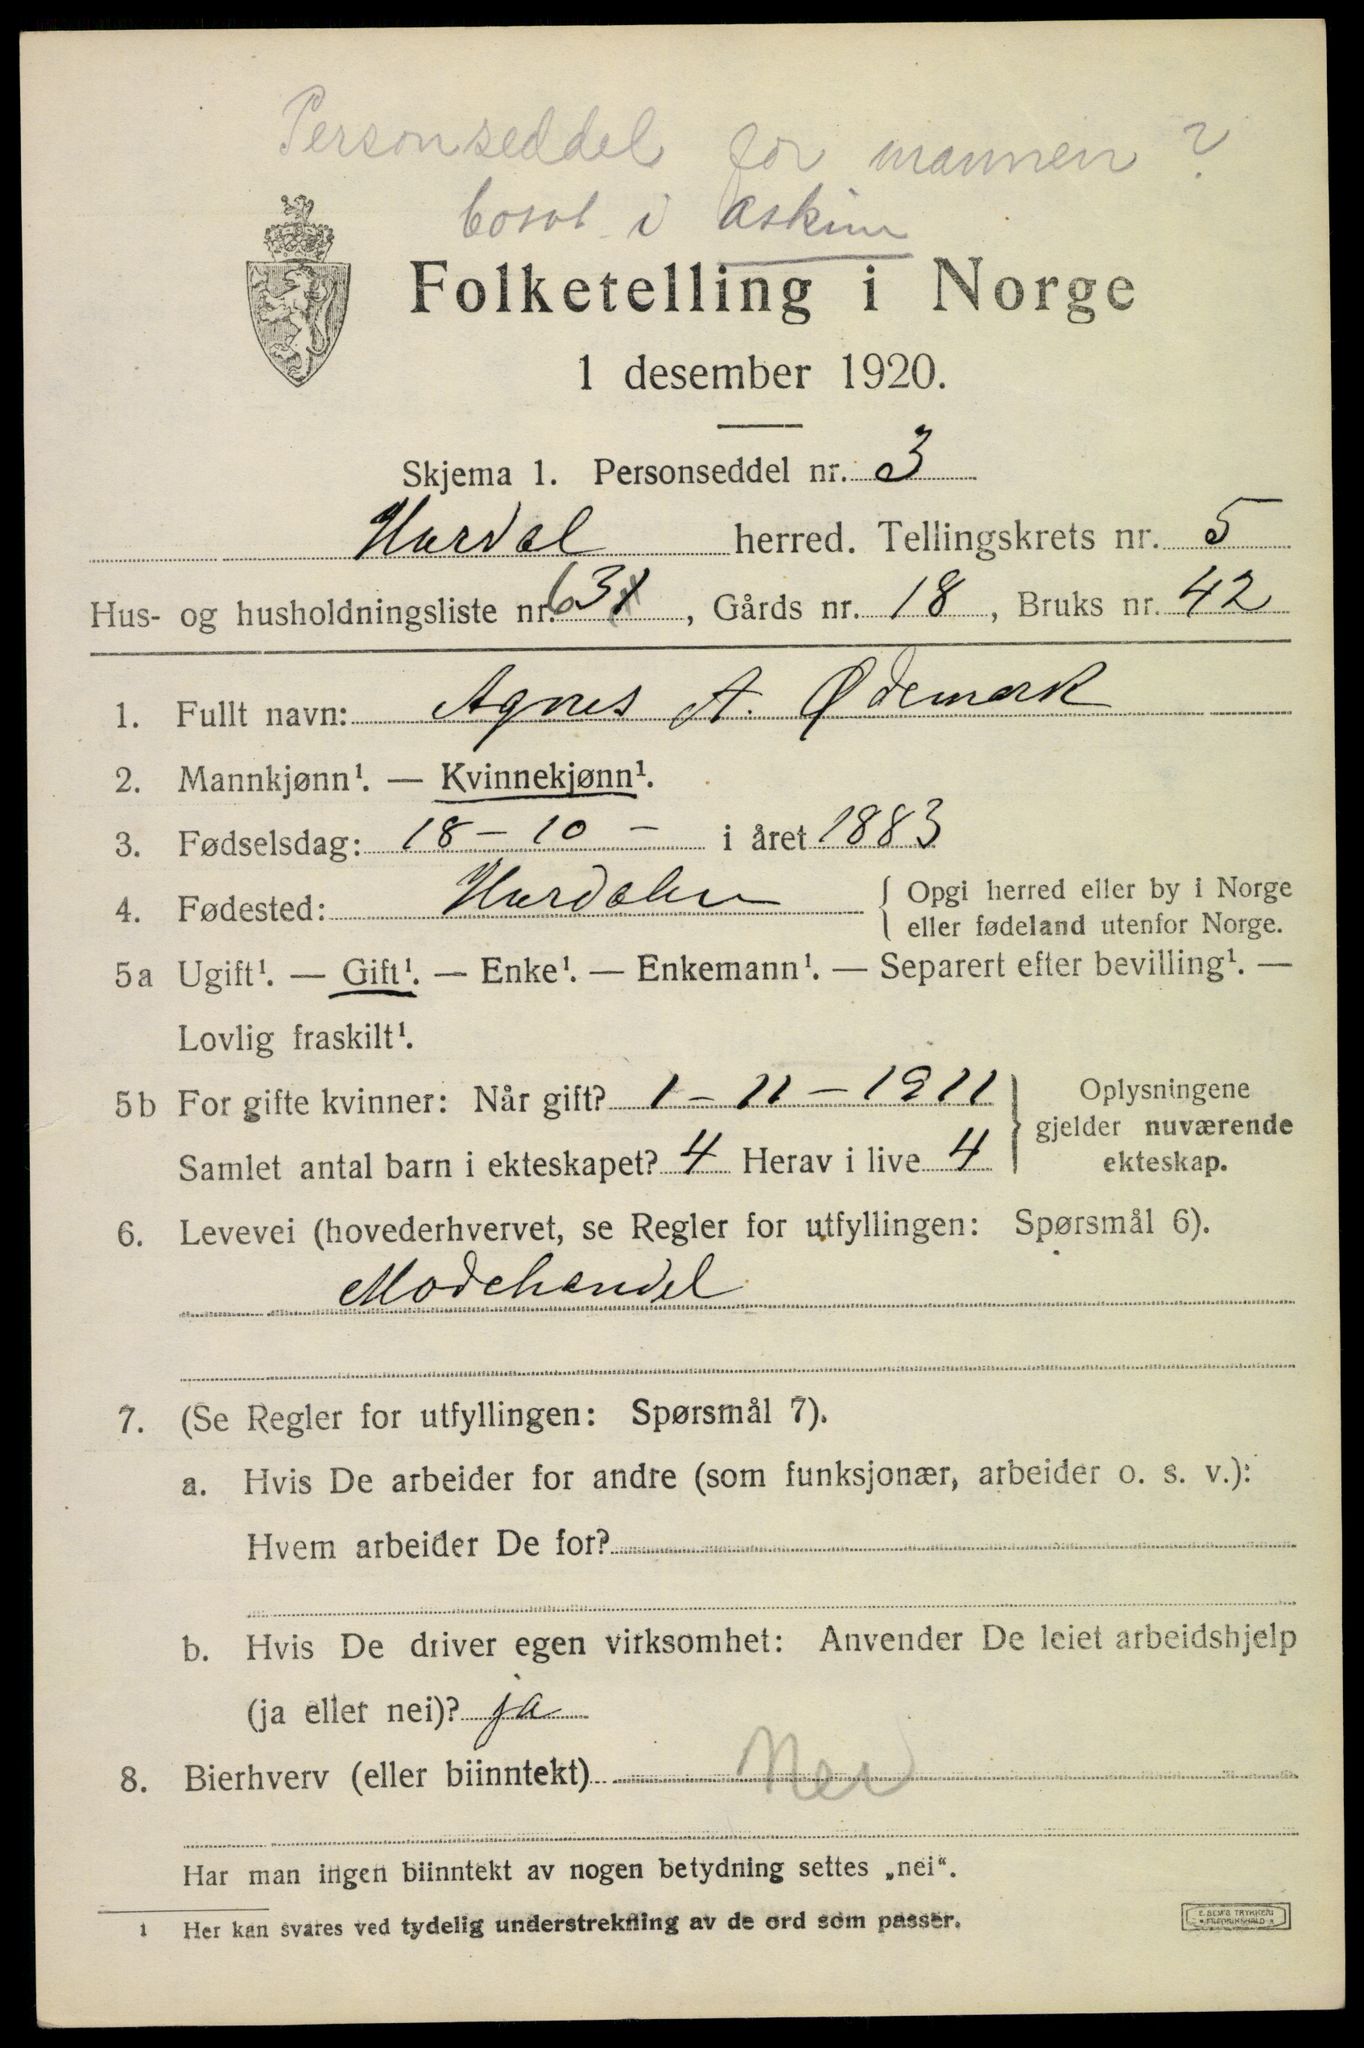 Personseddel for mannen?
bosat i Askim
Folketelling i Norge
1 desember 1920.
Skjema 1. Personseddel nr. 3
Hurdal herred. Tellingskrets nr. 5
Hus- og husholdningsliste nr. 63, Gårds nr. 18, Bruks nr. 42
1. Fullt navn: Agnes A. Ødemark
2. Mannkjønn¹. — Kvinnekjønn¹.
3. Fødselsdag: 18 – 10 – i året 1883
4. Fødested: Hurdalen { Opgi herred eller by i Norge
eller fødeland utenfor Norge.
5a Ugift¹. — Gift¹. — Enke¹. — Enkemann¹. — Separert efter bevilling¹. —
Lovlig fraskilt¹.
5b For gifte kvinner: Når gift? 1 – 11 – 1911
Samlet antal barn i ekteskapet? 4 Herav i live 4
} Oplysningene
gjelder nuværende
ekteskap.
6. Levevei (hovederhvervet, se Regler for utfyllingen: Spørsmål 6).
Modehandel
7. (Se Regler for utfyllingen: Spørsmål 7).
a. Hvis De arbeider for andre (som funksjonær, arbeider o. s. v.):
Hvem arbeider De for?
b. Hvis De driver egen virksomhet: Anvender De leiet arbeidshjelp
(ja eller nei)? ja
8. Bierhverv (eller biinntekt) Nei
Har man ingen biinntekt av nogen betydning settes „nei“.
1 Her kan svares ved tydelig understrekning av de ord som passer.
E. SEM'S TRYKKERI
FREDRIKSHALD